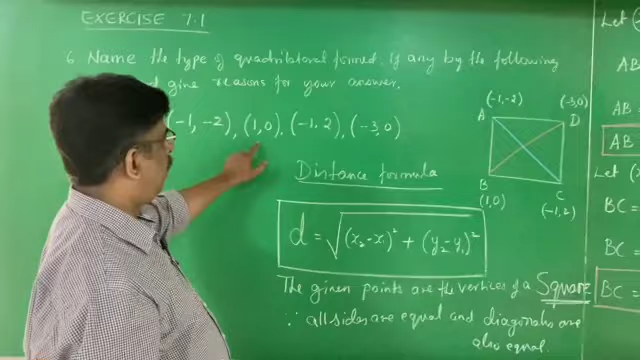 EXERCISE 7.1
6 Name the type of quadrilateral formed, if any by the following
give reasons for your answer.
(-1, -2), (1,0), (-1, 2), (-3,0)
(-1,-2) (-3,0)
A D
B C
(1,0) (-1,2)
Distance formula
d = √(x₂-x₁)² + (y₂-y₁)²
The given points are the vertices of a Square
∵ all sides are equal and diagonals are
also equal.
Let
AB
AB =
Let
BC =
BC =
BC =